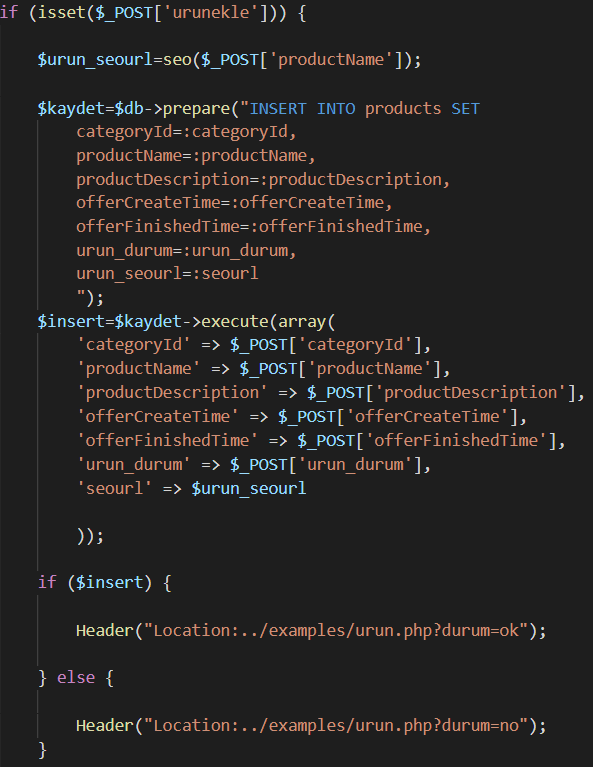 if (isset($_POST['urunekle'])) {
$urun_seourl=seo($_POST['productName']);
$kaydet=$db->prepare("INSERT INTO products SET
categoryId=:categoryId,
productName=:productName,
productDescription=:productDescription,
offerCreateTime=:offerCreateTime,
offerFinishedTime=:offerFinishedTime,
urun_durum=:urun_durum,
urun_seourl=:seourl
");
$insert=$kaydet->execute(array(
'categoryId' => $_POST['categoryId'],
'productName' => $_POST['productName'],
'productDescription' => $_POST['productDescription'],
'offerCreateTime' => $_POST['offerCreateTime'],
'offerFinishedTime' => $_POST['offerFinishedTime'],
'urun_durum' => $_POST['urun_durum'],
'seourl' => $urun_seourl
));
if ($insert) {
Header("Location:../examples/urun.php?durum=ok");
} else {
Header("Location:../examples/urun.php?durum=no");
}